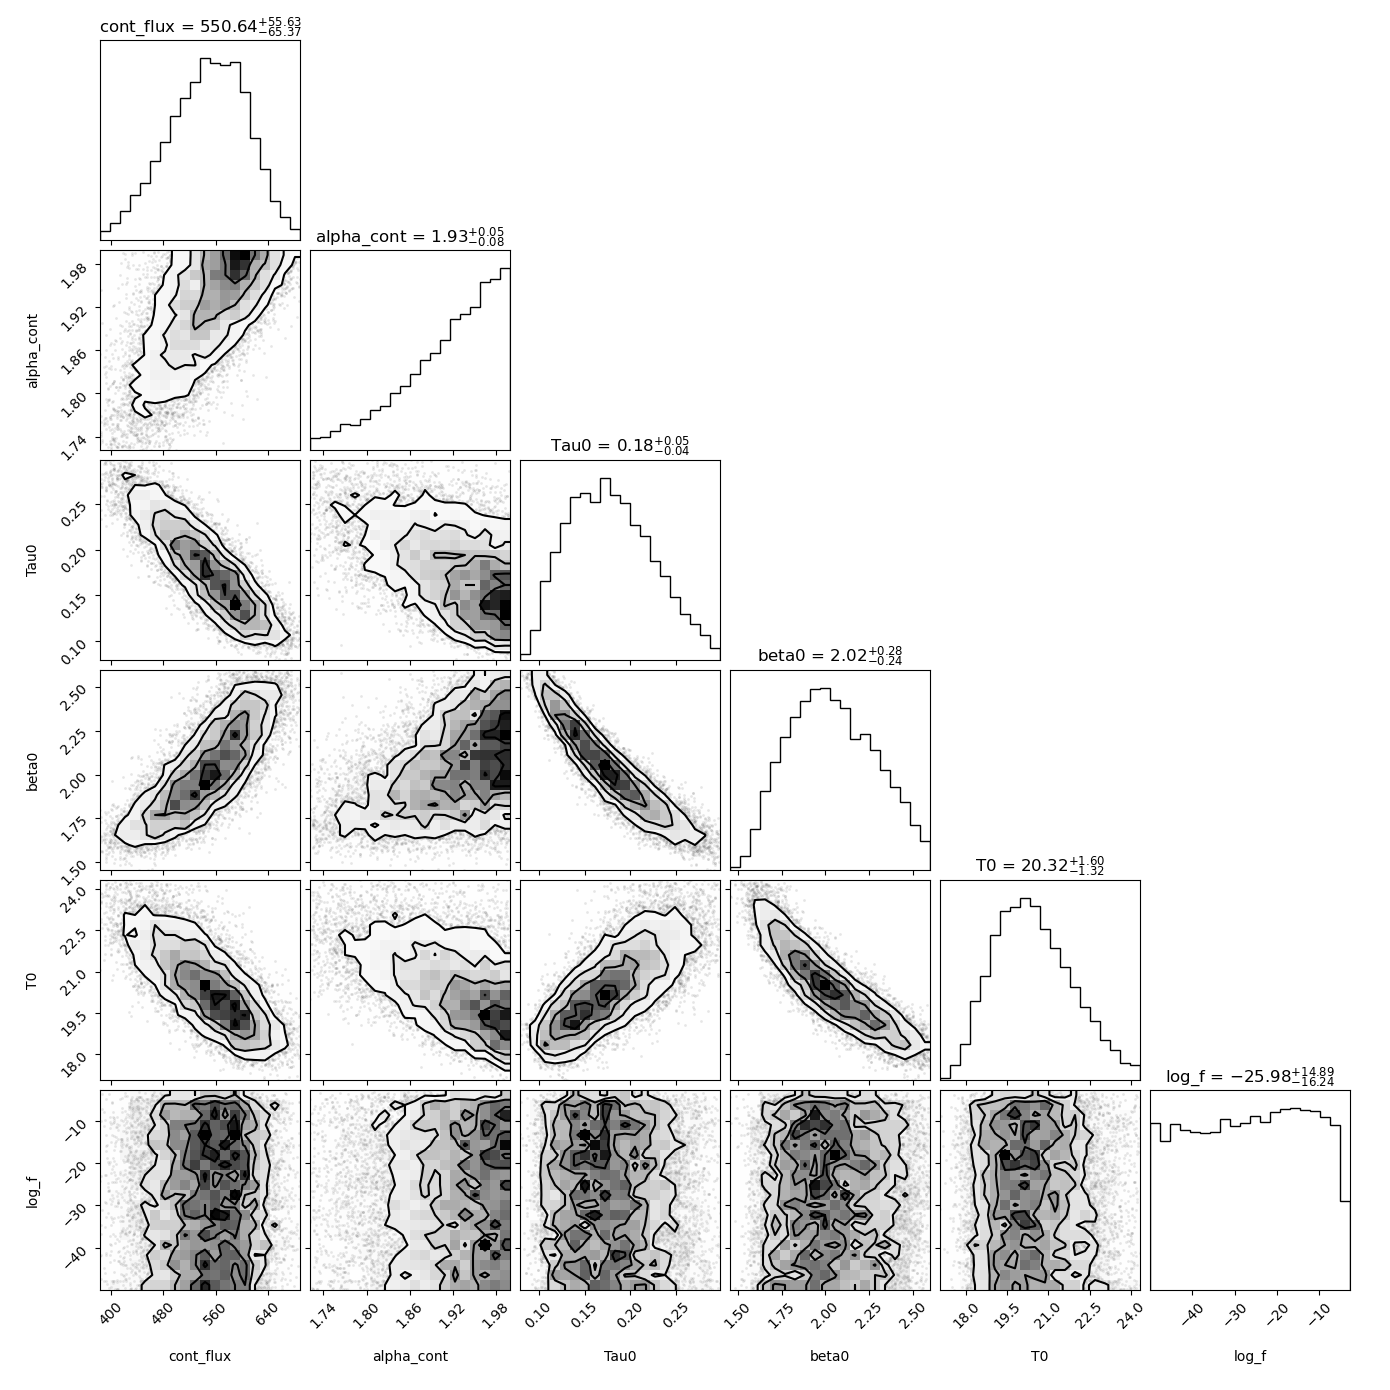 cont_flux = 550.64+55.63 −65.37
alpha_cont = 1.93+0.05 −0.08
1.98
1.92
1.86
1.80
1.74
alpha_cont
Tau0 = 0.18+0.05 −0.04
0.25
0.20
0.15
0.10
Tau0
beta0 = 2.02+0.28 −0.24
2.50
2.25
2.00
1.75
1.50
beta0
T0 = 20.32+1.60 −1.32
24.0
22.5
21.0
19.5
18.0
T0
log_f = −25.98+14.89 −16.24
−10
−20
−30
−40
log_f
400 480 560 640 1.74 1.80 1.86 1.92 1.98 0.10 0.15 0.20 0.25 1.50 1.75 2.00 2.25 2.50 18.0 19.5 21.0 22.5 24.0 −40 −30 −20 −10
cont_flux alpha_cont Tau0 beta0 T0 log_f